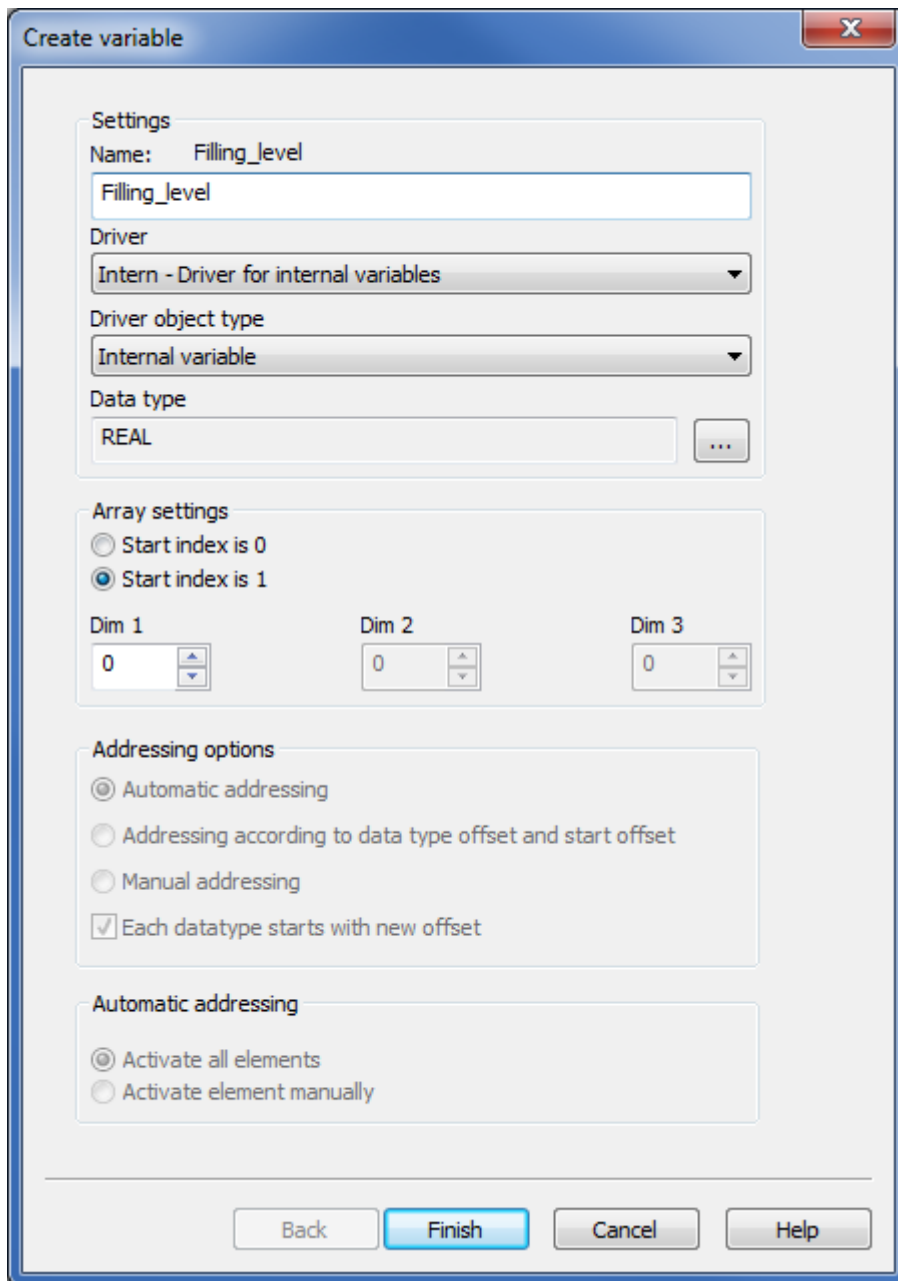 Create variable
Settings
Name: Filling_level
Filling_level
Driver
Intern - Driver for internal variables
Driver object type
Internal variable
Data type
REAL ...
Array settings
Start index is 0
Start index is 1
Dim 1 Dim 2 Dim 3
0 0 0
Addressing options
Automatic addressing
Addressing according to data type offset and start offset
Manual addressing
Each datatype starts with new offset
Automatic addressing
Activate all elements
Activate element manually
Back Finish Cancel Help